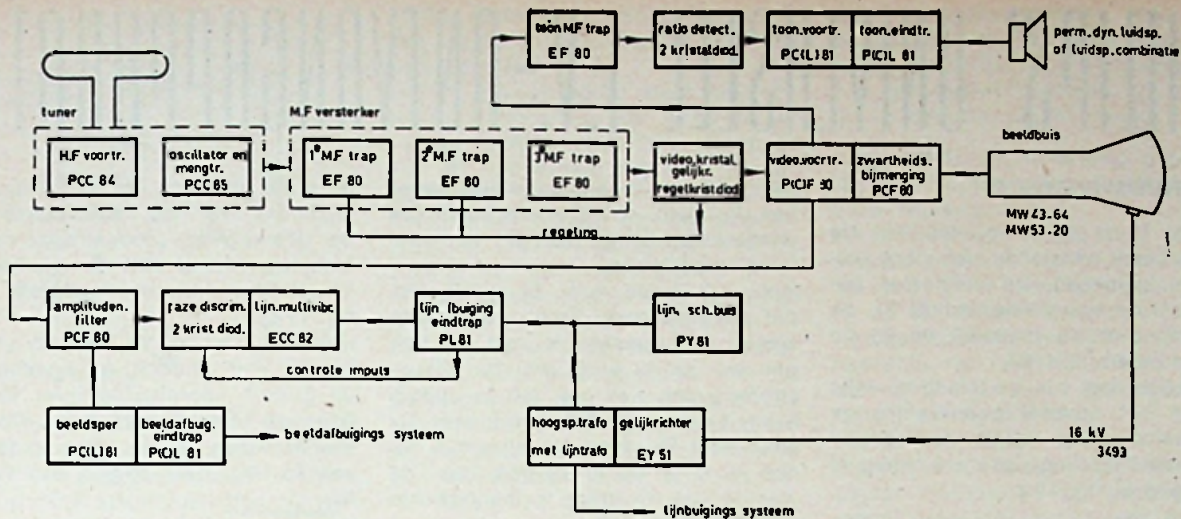 toon M.F trap
EF 80
ratio detect.
2 kristaldiod.
toon.voortr.
PC(L)81
toon.eindtr.
P(C)L 81
perm.dyn.luidsp.
of luidsp.combinatie
tuner
H.F voortr.
PCC 84
oscillator en
mengtr.
PCC 85
M.F versterker
1e M.F trap
EF 80
2e M.F trap
EF 80
3e M.F trap
EF 80
video.kristal.
gelijkr.
regelkrist diod.
video.voortr.
P(C)F 80
zwartheids.
bijmenging
PCF 80
beeldbuis
MW 43-64
MW 53-20
regeling
amplituden.
filter
PCF 80
faze discrim.
2 krist diod.
lijn.multivibr.
ECC 82
lijn. fbuiging
eindtrap
PL 81
lijn. sch.buis
PY 81
controle impuls
beeldsper
PC(L)81
beeldafbuig.
eindtrap
P(C)L 81
beeldafbuigings systeem
hoogsp.trafo
met lijntrafo
gelijkrichter
EY 51
16 kV
3493
lijnbuigings systeem